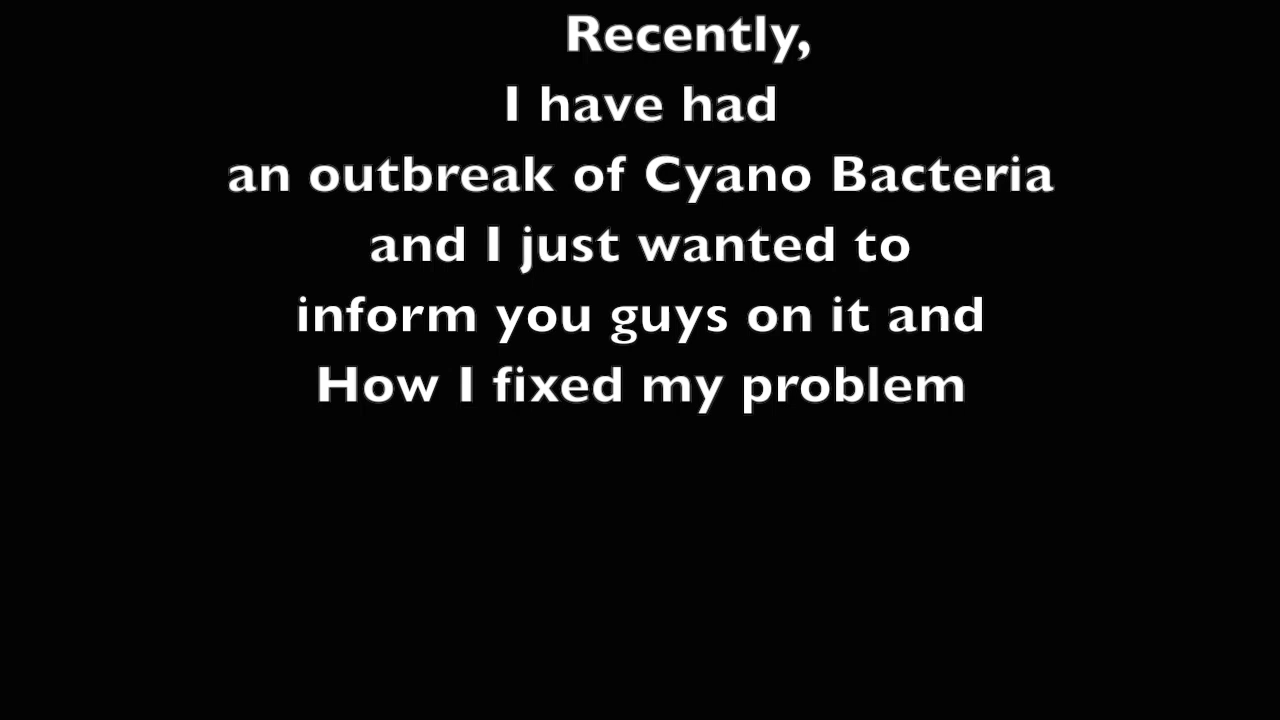 Recently,
I have had
an outbreak of Cyano Bacteria
and I just wanted to
inform you guys on it and
How I fixed my problem